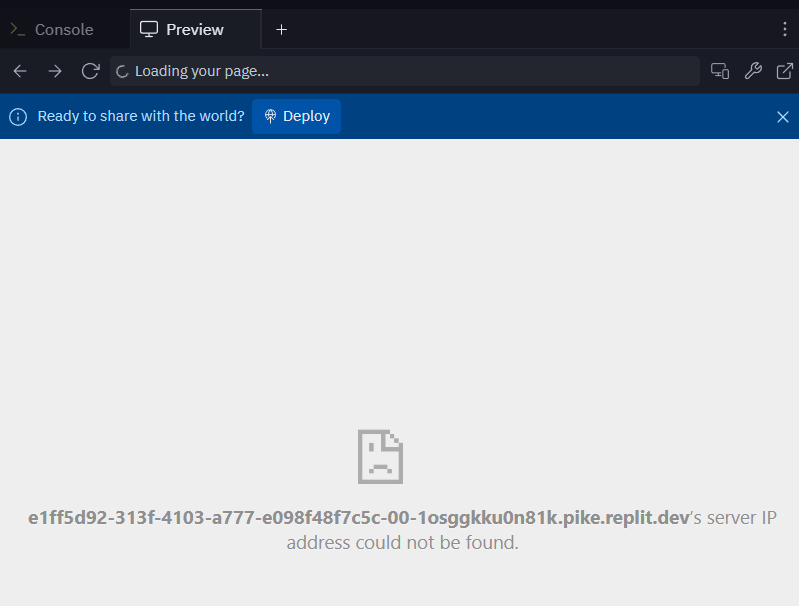 Console
Preview
Loading your page...
Ready to share with the world?
Deploy
e1ff5d92-313f-4103-a777-e098f48f7c5c-00-1osggkku0n81k.pike.replit.dev's server IP
address could not be found.